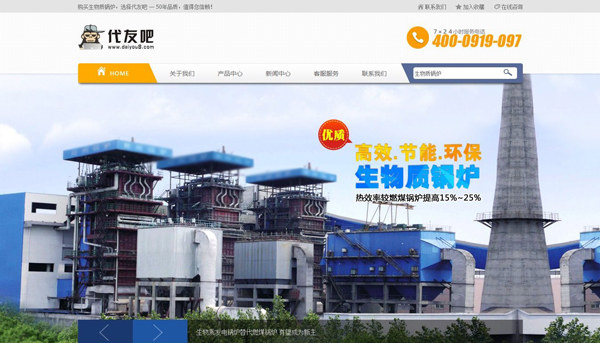 购买生物质锅炉，选择代友吧 — 50年品质，值得您信赖！
联系我们 加入收藏 在线咨询
代友吧
www.daiyou8.com
7*24小时服务电话
400-0919-097
HOME 关于我们 产品中心 新闻中心 客服服务 联系我们 生物质锅炉
优质
高效.节能.环保
生物质锅炉
热效率较燃煤锅炉提高15%~25%
生物质发电锅炉替代燃煤锅炉 有望成为新主